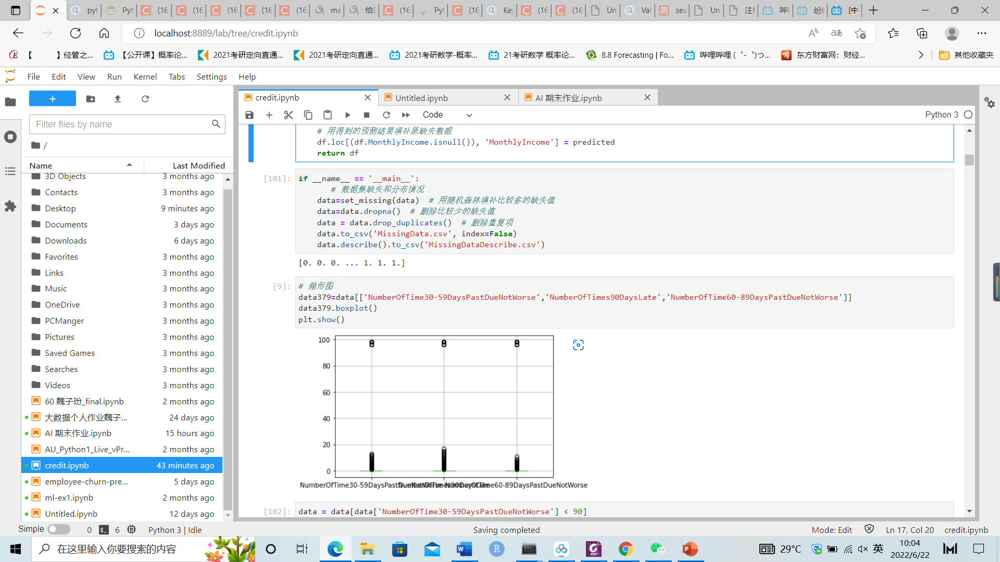 pyt
Pyt
(16
(16
(16
(16
(16
ma
给[
(16
Pyt
(16
Key
(16
(16
Un
Val
sea
Un
注销
哔
纷纟
[中
localhost:8889/lab/tree/credit.ipynb
【 】经管之...
【公开课】概率论...
2021考研定向直通...
2021考研定向直通...
2021考研数学-概率...
21考研数学 概率论...
8.8 Forecasting | Fo...
哔哩哔哩 ( ゜- ゜)つ...
东方财富网：财经...
其他收藏夹
File Edit View Run Kernel Tabs Settings Help
credit.ipynb
Untitled.ipynb
AI 期末作业.ipynb
Code
Python 3
Filter files by name
/
Name Last Modified
3D Objects 3 months ago
Contacts 3 months ago
Desktop 9 minutes ago
Documents 3 days ago
Downloads 6 days ago
Favorites 3 months ago
Links 3 months ago
Music 3 months ago
OneDrive 3 months ago
PCManger 3 months ago
Pictures 3 months ago
Saved Games 3 months ago
Searches 3 months ago
Videos 3 months ago
60 魏子玢_final.ipynb 2 months ago
大数据个人作业魏子... 24 days ago
AI 期末作业.ipynb 15 hours ago
AU_Python1_Live_vPr... 2 months ago
credit.ipynb 43 minutes ago
employee-churn-pre... 5 days ago
ml-ex1.ipynb 2 months ago
Untitled.ipynb 12 days ago
# 用得到的预测结果填补原缺失数据
df.loc[(df.MonthlyIncome.isnull()), 'MonthlyIncome'] = predicted
return df
[101]:
if __name__ == '__main__':
# 数据集缺失和分布情况
data=set_missing(data) # 用随机森林填补比较多的缺失值
data=data.dropna() # 删除比较少的缺失值
data = data.drop_duplicates() # 删除重复项
data.to_csv('MissingData.csv', index=False)
data.describe().to_csv('MissingDataDescribe.csv')
[0. 0. 0. ... 1. 1. 1.]
[9]:
# 箱形图
data379=data[['NumberOfTime30-59DaysPastDueNotWorse','NumberOfTimes90DaysLate','NumberOfTime60-89DaysPastDueNotWorse']]
data379.boxplot()
plt.show()
100
80
60
40
20
0
NumberOfTime30-59DaysPastDueNotWorse NumberOfTimes90DaysLate NumberOfTime60-89DaysPastDueNotWorse
[102]:
data = data[data['NumberOfTime30-59DaysPastDueNotWorse'] < 90]
Simple 0 6 Python 3 | Idle
Saving completed
Mode: Edit Ln 17, Col 20 credit.ipynb
在这里输入你要搜索的内容
29°C
英
10:04
2022/6/22